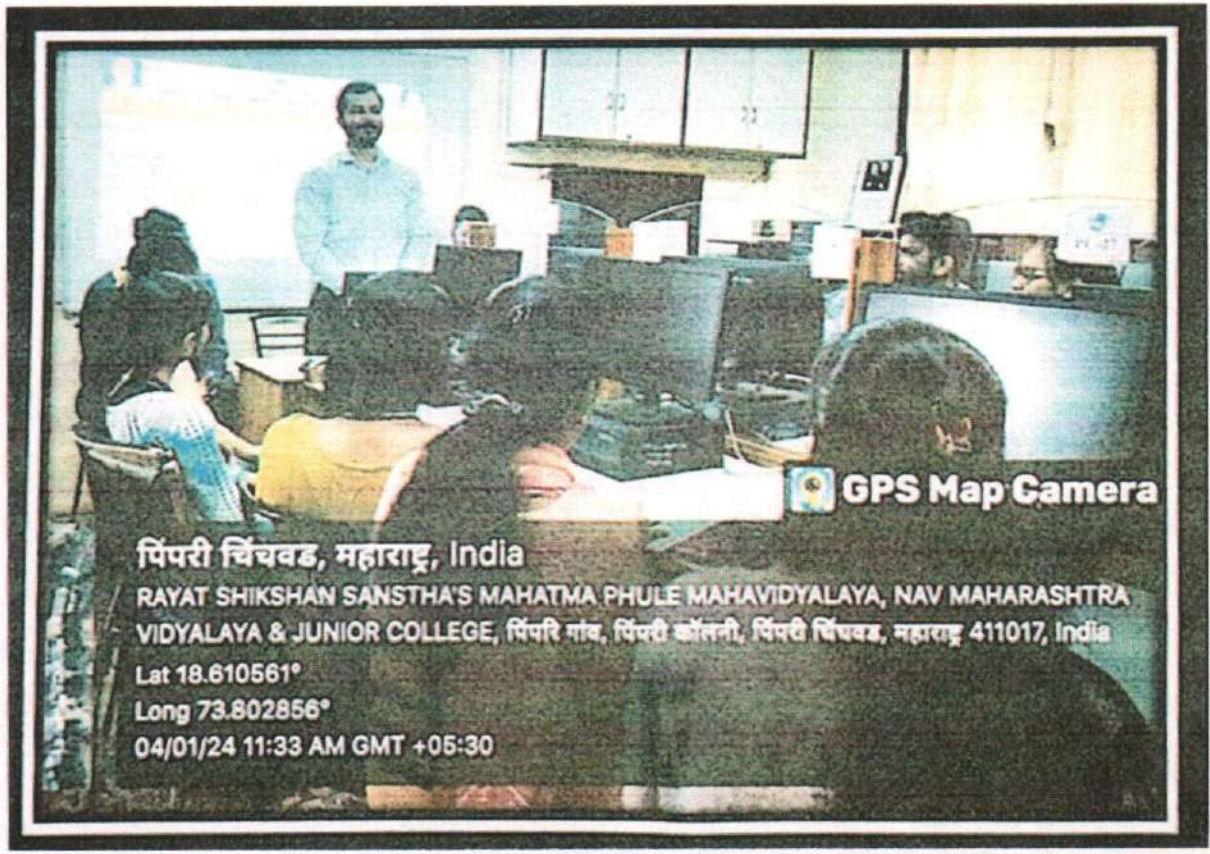 GPS Map Camera
पिंपरी चिंचवड, महाराष्ट्र, India
RAYAT SHIKSHAN SANSTHA'S MAHATMA PHULE MAHAVIDYALAYA, NAV MAHARASHTRA
VIDYALAYA & JUNIOR COLLEGE, पिंपरि गांव, पिंपरी कॉलनी, पिंपरी चिंचवड, महाराष्ट्र 411017, India
Lat 18.610561°
Long 73.802856°
04/01/24 11:33 AM GMT +05:30